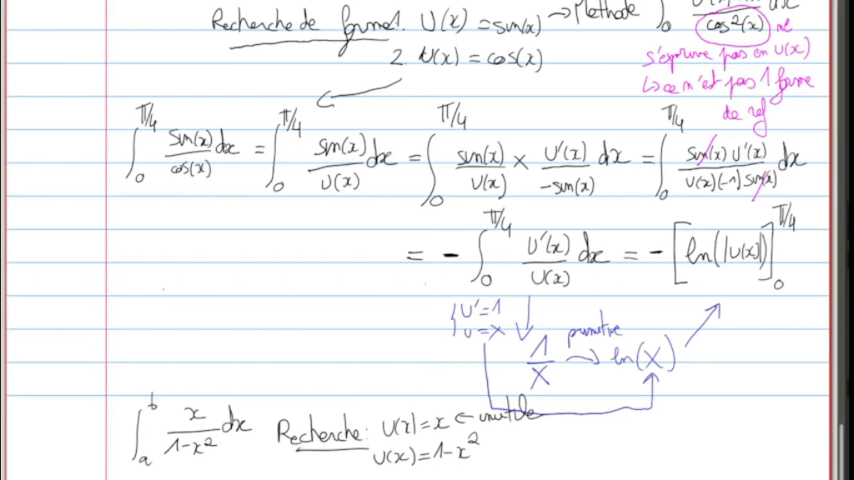 Recherche de forme 1. U(x) = sin(x) → Méthode
2. U(x) = cos(x)
cos²(x) ne
s'exprime pas en U(x)
↳ ce n'est pas 1 forme
de ref
∫₀^{π/4} sin(x)/cos(x) dx = ∫₀^{π/4} sin(x)/U(x) dx = ∫₀^{π/4} sin(x)/U(x) × U'(x)/-sin(x) dx = ∫₀^{π/4} sin(x) U'(x)/U(x)(-1) sin(x) dx
= - ∫₀^{π/4} U'(x)/U(x) dx = - [ln(|U(x)|)]₀^{π/4}
{U' = 1
u = x
primitive
1/x → ln(x)
∫ₐᵇ x/1-x² dx Recherche : U(x) = x ← inutile
U(x) = 1-x²